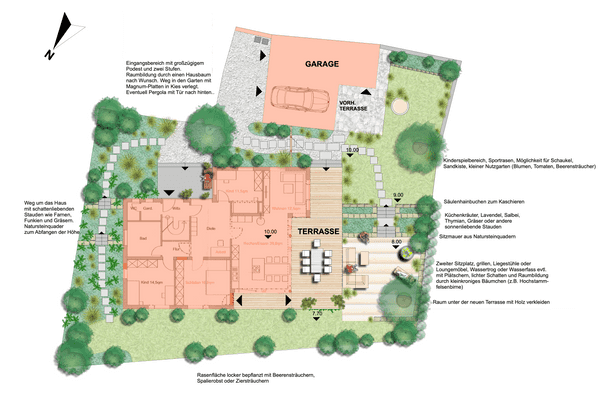 N
Eingangsbereich mit großzügigem
Podest und zwei Stufen.
Raumbildung durch einen Hausbaum
nach Wunsch. Weg in den Garten mit
Magnum-Platten in Kies verlegt.
Eventuell Pergola mit Tür nach hinten..
GARAGE
VORH.
TERRASSE
10.00
Kinderspielbereich, Sportrasen, Möglichkeit für Schaukel,
Sandkiste, kleiner Nutzgarten (Blumen, Tomaten, Beerensträucher)
Weg um das Haus
mit schattenliebenden
Stauden wie Farnen,
Funkien und Gräsern.
Natursteinquader
zum Abfangen der Höhe
9.00
Säulenhainbuchen zum Kaschieren
Küchenkräuter, Lavendel, Salbei,
Thymian, Gräser oder andere
sonnenliebende Stauden
Sitzmauer aus Natursteinquadern
WC
Bad
Diele
Flur
10.00
TERRASSE
8.00
Zweiter Sitzplatz, grillen, Liegestühle oder
Loungemöbel, Wassertrog oder Wasserfass evtl.
mit Plätschern, lichter Schatten und Raumbildung
durch kleinkroniges Bäumchen (z.B. Hochstamm-
felsenbirne)
Raum unter der neuen Terrasse mit Holz verkleiden
7.70
Rasenfläche locker bepflanzt mit Beerensträuchern,
Spalierobst oder Ziersträuchern